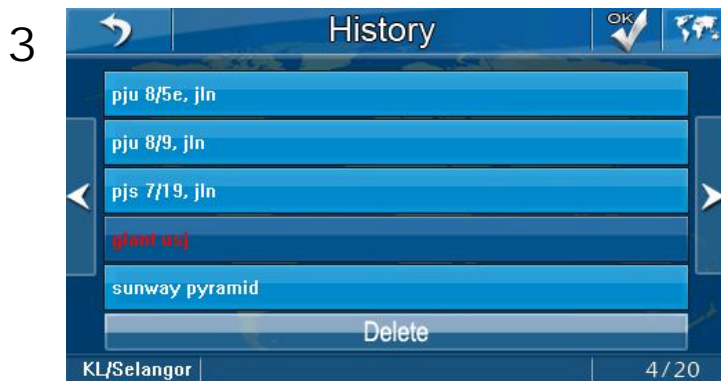 3
History
OK
pju 8/5e, jln
pju 8/9, jln
pjs 7/19, jln
giant usj
sunway pyramid
Delete
KL/Selangor 4/20